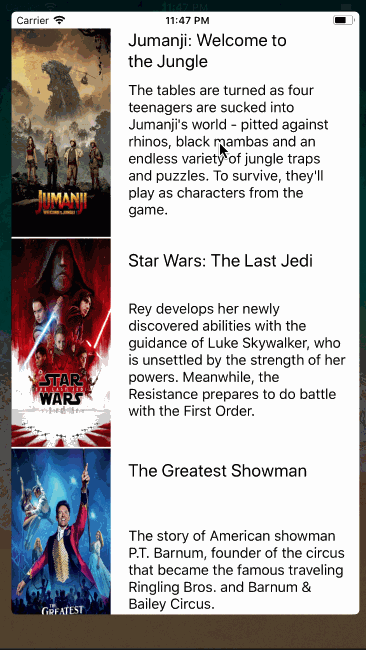 11:47 PM
Carrier
11:47 PM
Jumanji: Welcome to
the Jungle
The tables are turned as four
teenagers are sucked into
Jumanji's world - pitted against
rhinos, black mambas and an
endless variety of jungle traps
and puzzles. To survive, they'll
play as characters from the
game.
JUMANJI
Star Wars: The Last Jedi
Rey develops her newly
discovered abilities with the
guidance of Luke Skywalker, who
is unsettled by the strength of her
powers. Meanwhile, the
Resistance prepares to do battle
with the First Order.
STAR
THE LAST JEDI
WARS
The Greatest Showman
The story of American showman
P.T. Barnum, founder of the circus
that became the famous traveling
Ringling Bros. and Barnum &
Bailey Circus.
THE
GREATEST